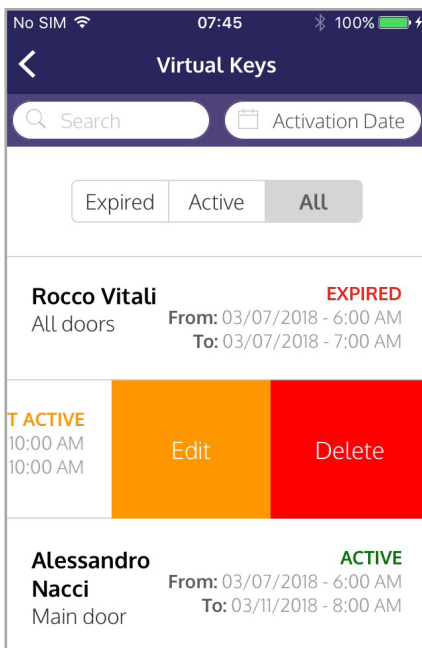 No SIM 07:45 100%
Virtual Keys
Search Activation Date
Expired Active All
Rocco Vitali EXPIRED
All doors From: 03/07/2018 - 6:00 AM
To: 03/07/2018 - 7:00 AM
T ACTIVE
10:00 AM
10:00 AM
Edit Delete
Alessandro ACTIVE
Nacci From: 03/07/2018 - 6:00 AM
Main door To: 03/11/2018 - 8:00 AM